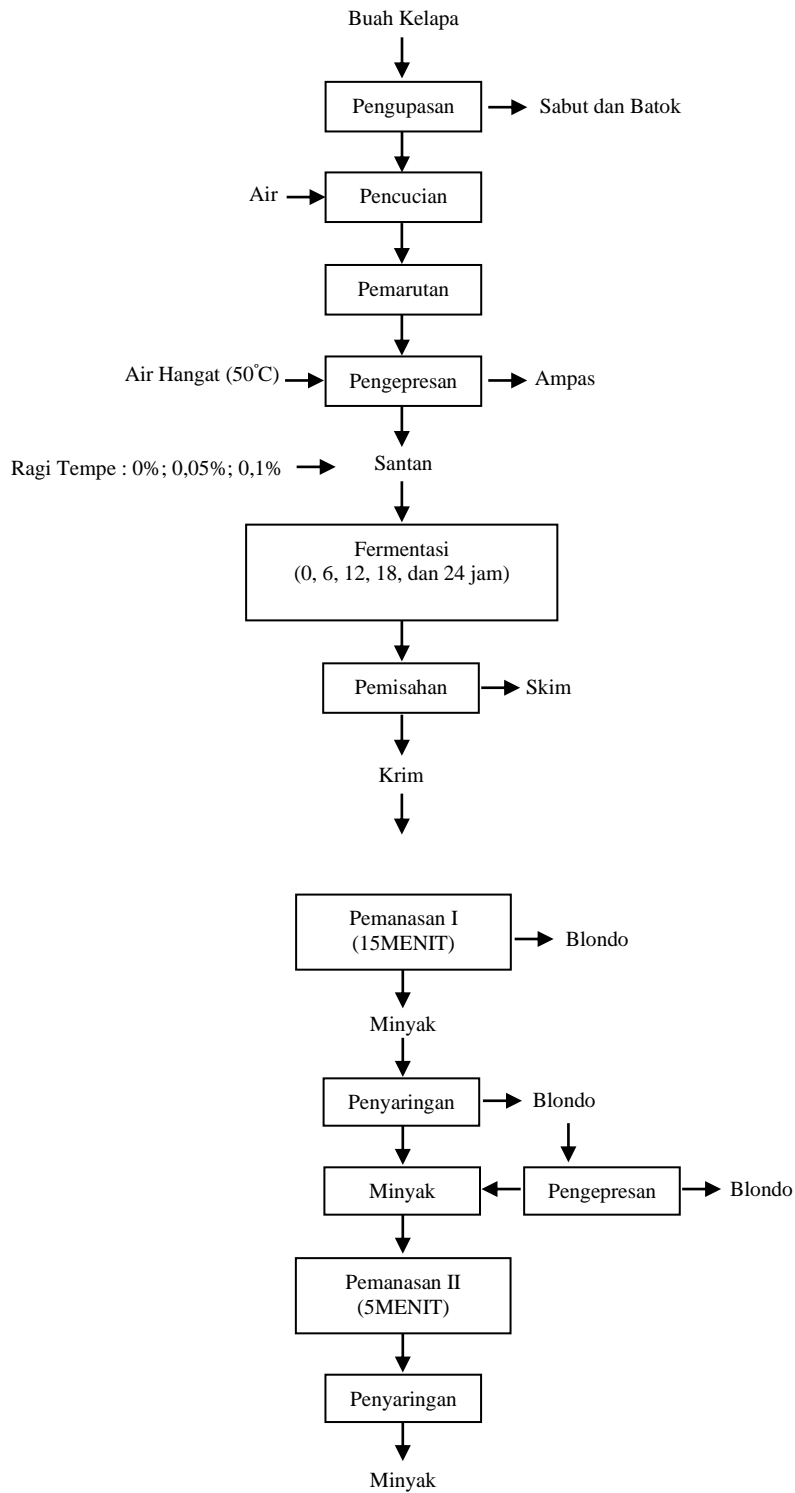 Buah Kelapa
Pengupasan
Sabut dan Batok
Air
Pencucian
Pemarutan
Air Hangat (50°C)
Pengepresan
Ampas
Ragi Tempe : 0%; 0,05%; 0,1%
Santan
Fermentasi
(0, 6, 12, 18, dan 24 jam)
Pemisahan
Skim
Krim
Pemanasan I
(15MENIT)
Blondo
Minyak
Penyaringan
Blondo
Minyak
Pengepresan
Blondo
Pemanasan II
(5MENIT)
Penyaringan
Minyak